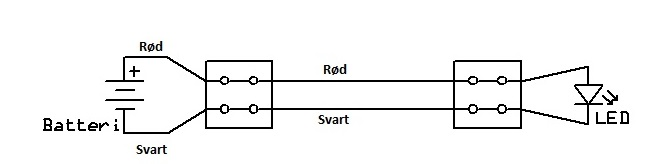 Rød
+
Rød
Batteri
Svart
LED
Svart